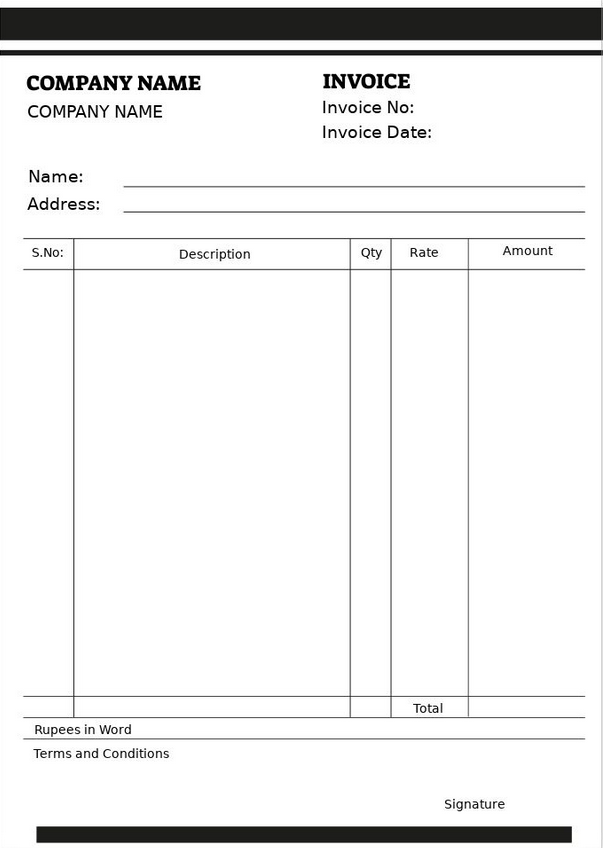 COMPANY NAME
COMPANY NAME
INVOICE
Invoice No:
Invoice Date:
Name:
Address:
S.No: Description Qty Rate Amount
Total
Rupees in Word
Terms and Conditions
Signature